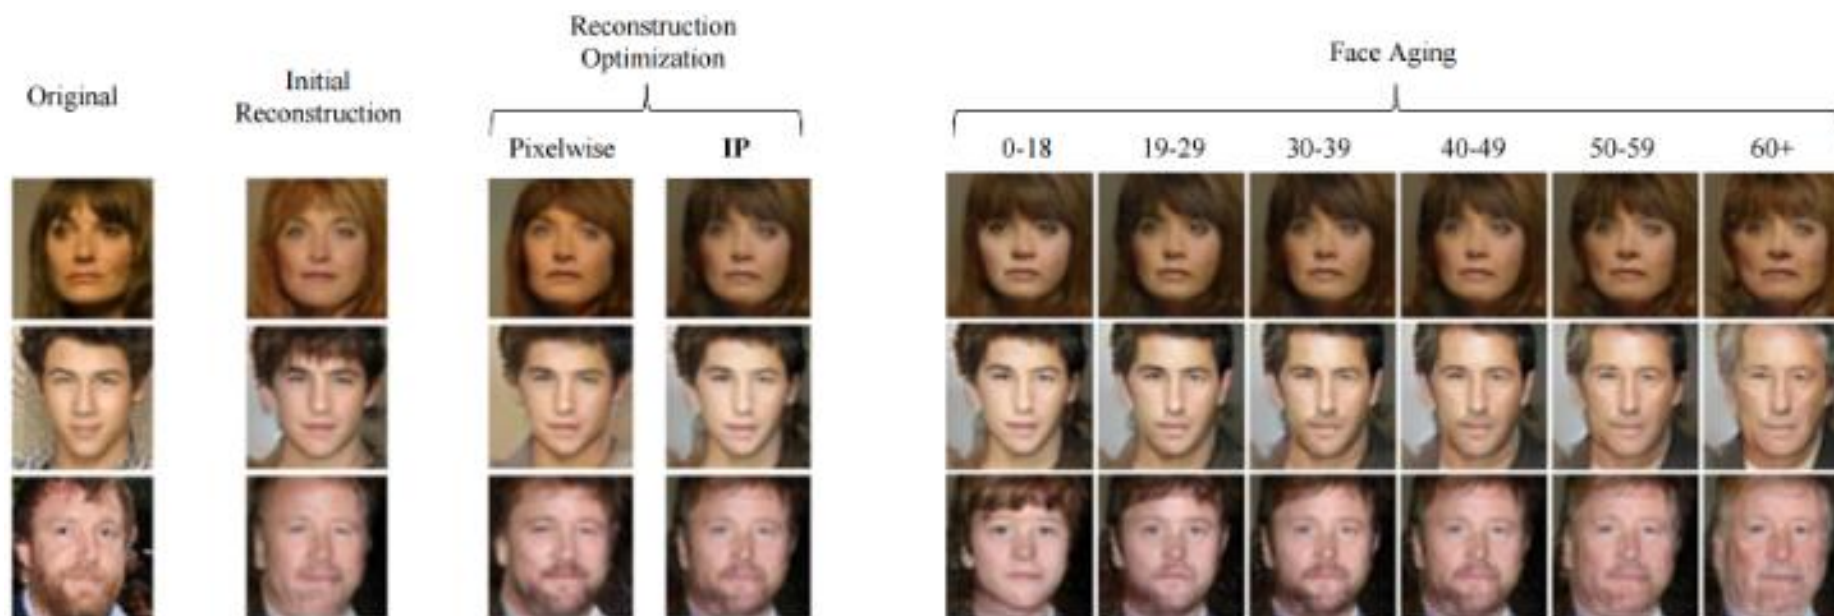 Original
Initial
Reconstruction
Reconstruction
Optimization
Pixelwise
IP
Face Aging
0-18
19-29
30-39
40-49
50-59
60+